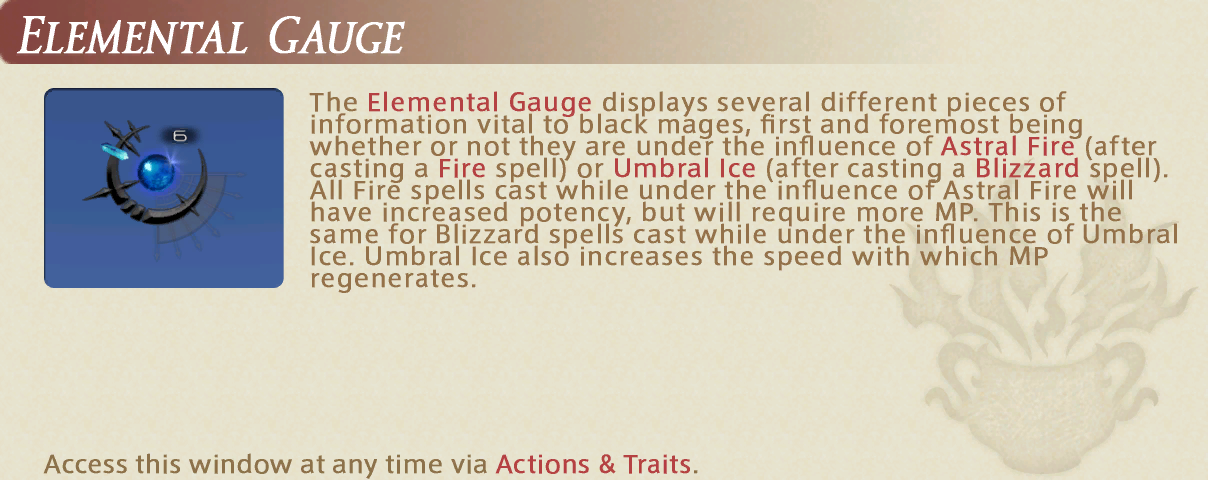 Elemental Gauge
6
The Elemental Gauge displays several different pieces of
information vital to black mages, first and foremost being
whether or not they are under the influence of Astral Fire (after
casting a Fire spell) or Umbral Ice (after casting a Blizzard spell).
All Fire spells cast while under the influence of Astral Fire will
have increased potency, but will require more MP. This is the
same for Blizzard spells cast while under the influence of Umbral
Ice. Umbral Ice also increases the speed with which MP
regenerates.
Access this window at any time via Actions & Traits.